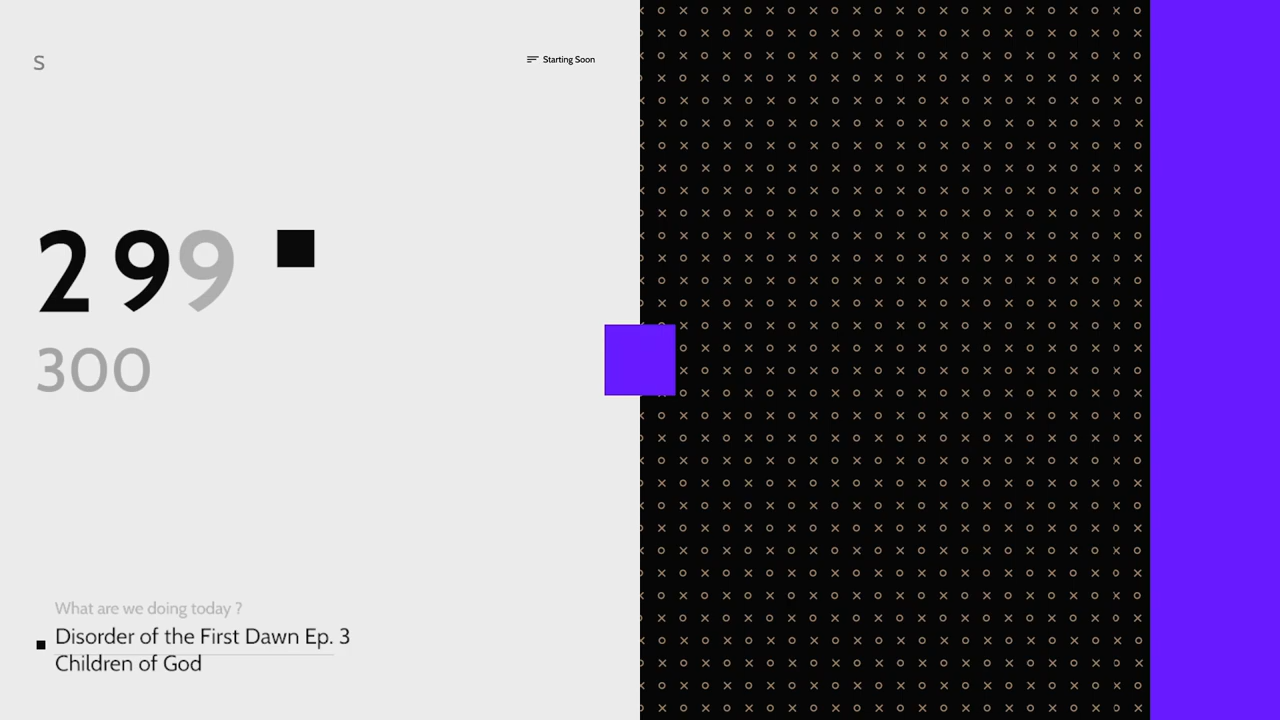 S
Starting Soon
299
300
What are we doing today ?
Disorder of the First Dawn Ep. 3
Children of God